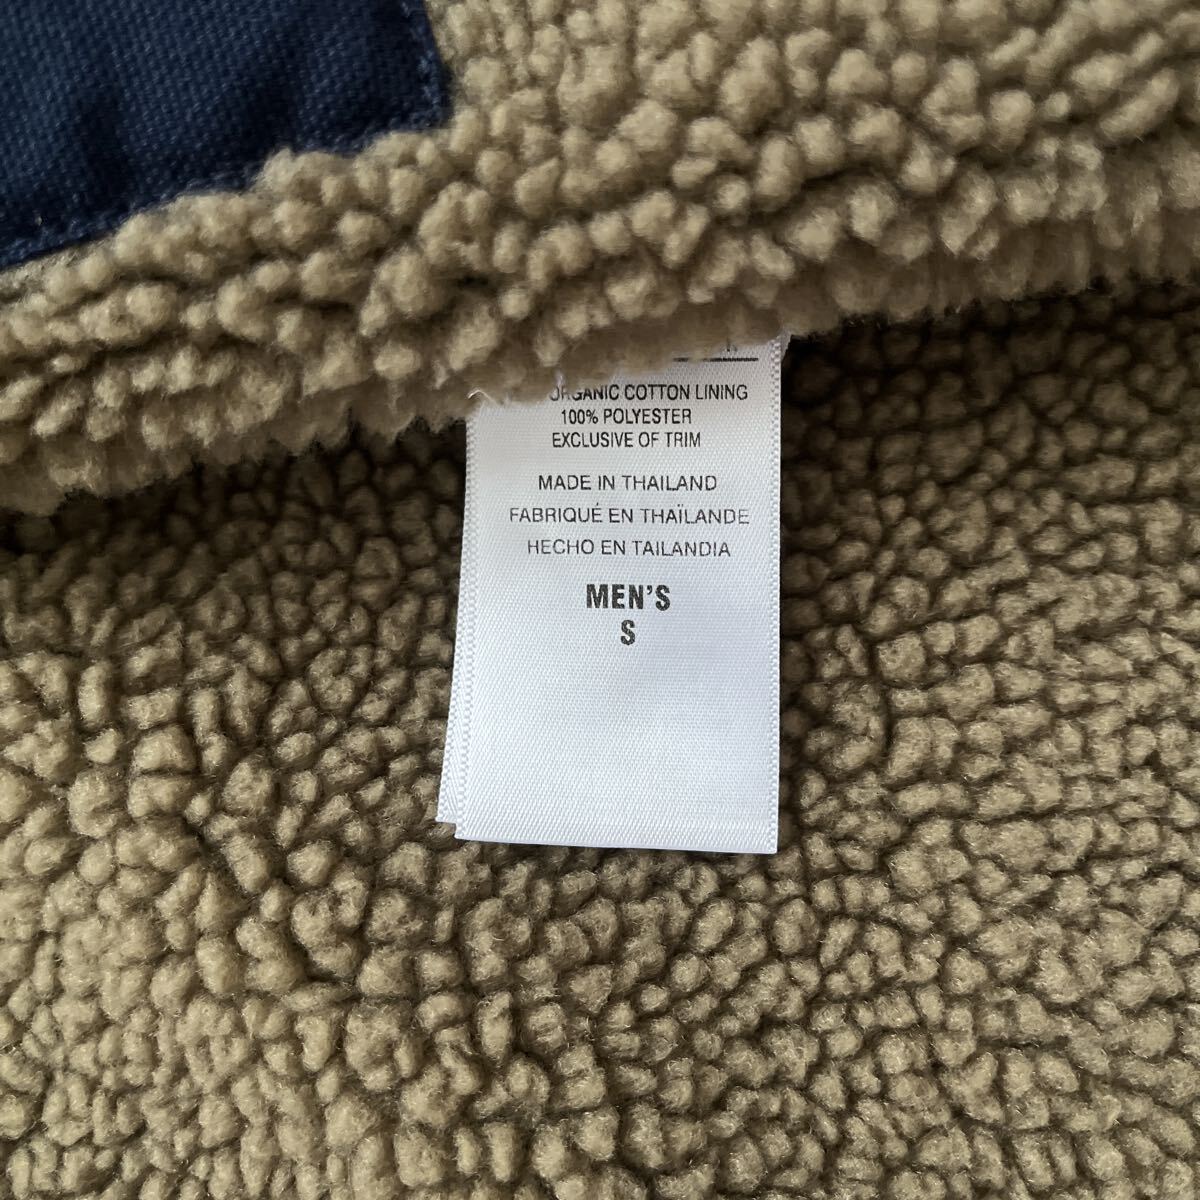 ORGANIC COTTON LINING
100% POLYESTER
EXCLUSIVE OF TRIM
MADE IN THAILAND
FABRIQUÉ EN THAÏLANDE
HECHO EN TAILANDIA
MEN'S
S